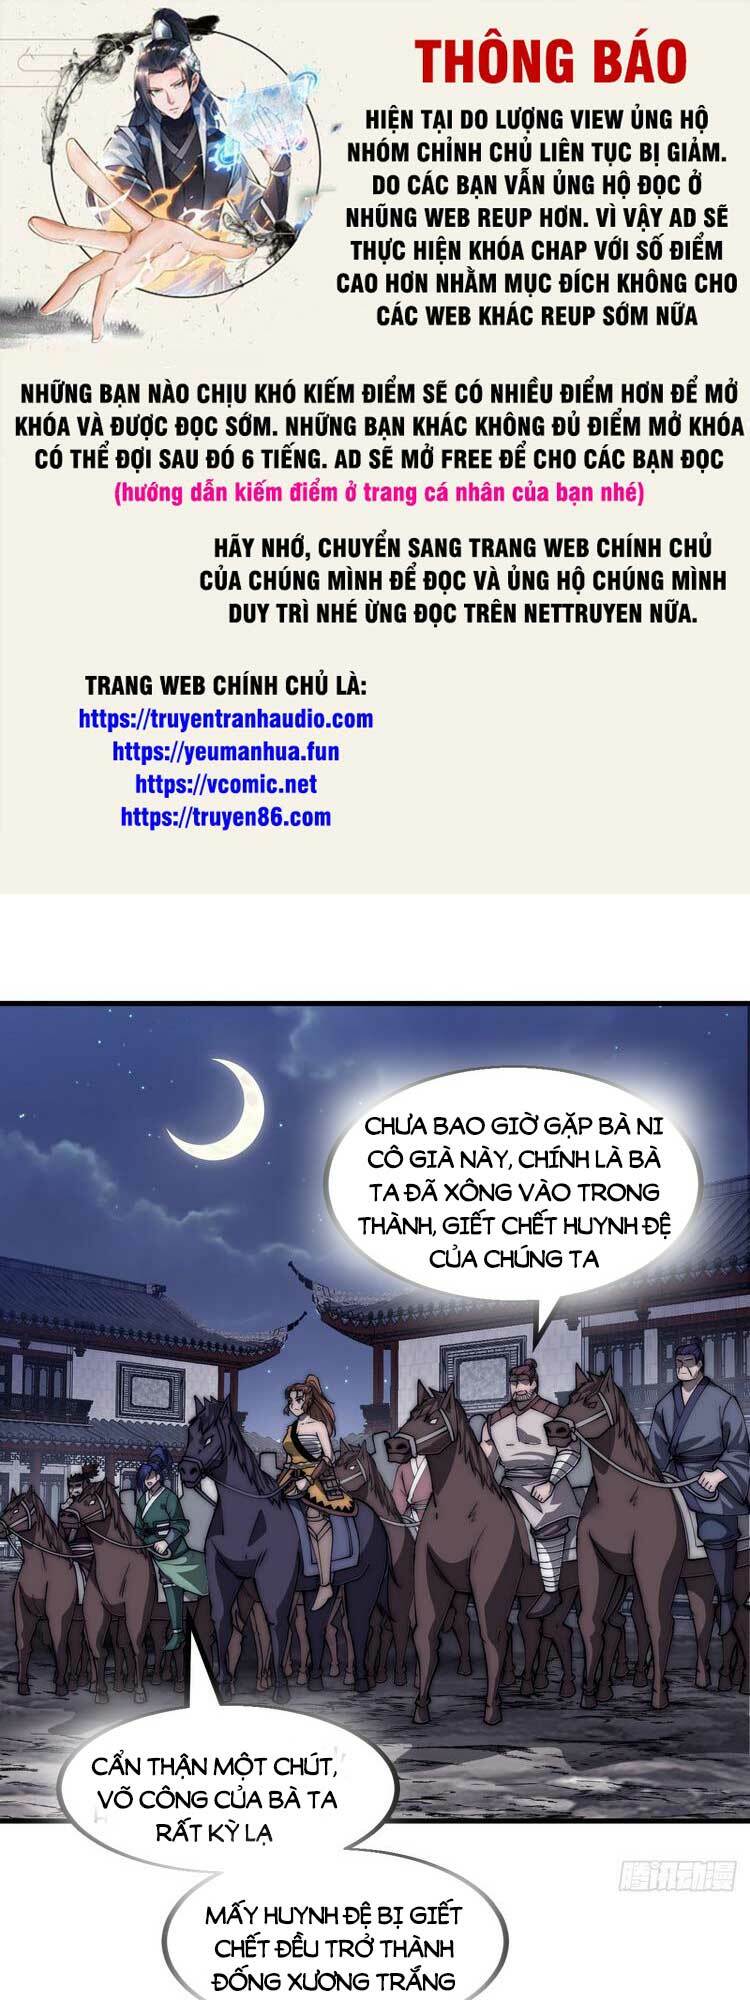 THÔNG BÁO
HIỆN TẠI DO LƯỢNG VIEW ỦNG HỘ
NHÓM CHỈNH CHỦ LIÊN TỤC BỊ GIẢM.
DO CÁC BẠN VẪN ỦNG HỘ ĐỌC Ở
NHŨNG WEB REUP HƠN. VÌ VẬY AD SẼ
THỰC HIỆN KHÓA CHAP VỚI SỐ ĐIỂM
CAO HƠN NHẰM MỤC ĐÍCH KHÔNG CHO
CÁC WEB KHÁC REUP SỚM NỮA
NHỮNG BẠN NÀO CHỊU KHÓ KIẾM ĐIỂM SẼ CÓ NHIỀU ĐIỂM HƠN ĐỂ MỞ
KHÓA VÀ ĐƯỢC ĐỌC SỚM. NHỮNG BẠN KHÁC KHÔNG ĐỦ ĐIỂM MỞ KHÓA
CÓ THỂ ĐỢI SAU ĐÓ 6 TIẾNG. AD SẼ MỞ FREE ĐỂ CHO CÁC BẠN ĐỌC
(hướng dẫn kiếm điểm ở trang cá nhân của bạn nhé)
HÃY NHỚ, CHUYỂN SANG TRANG WEB CHÍNH CHỦ
CỦA CHÚNG MÌNH ĐỂ ĐỌC VÀ ỦNG HỘ CHÚNG MÌNH
DUY TRÌ NHÉ ỪNG ĐỌC TRÊN NETTRUYEN NỮA.
TRANG WEB CHÍNH CHỦ LÀ:
https://truyentranhaudio.com
https://yeumanhua.fun
https://vcomic.net
https://truyen86.com
CHƯA BAO GIỜ GẶP BÀ NI
CÔ GIÀ NÀY, CHÍNH LÀ BÀ
TA ĐÃ XÔNG VÀO TRONG
THÀNH, GIẾT CHẾT HUYNH ĐỆ
CỦA CHÚNG TA
CẨN THẬN MỘT CHÚT,
VÕ CÔNG CỦA BÀ TA
RẤT KỲ LẠ
腾讯动漫
MẤY HUYNH ĐỆ BỊ GIẾT
CHẾT ĐỀU TRỞ THÀNH
ĐỐNG XƯƠNG TRẮNG